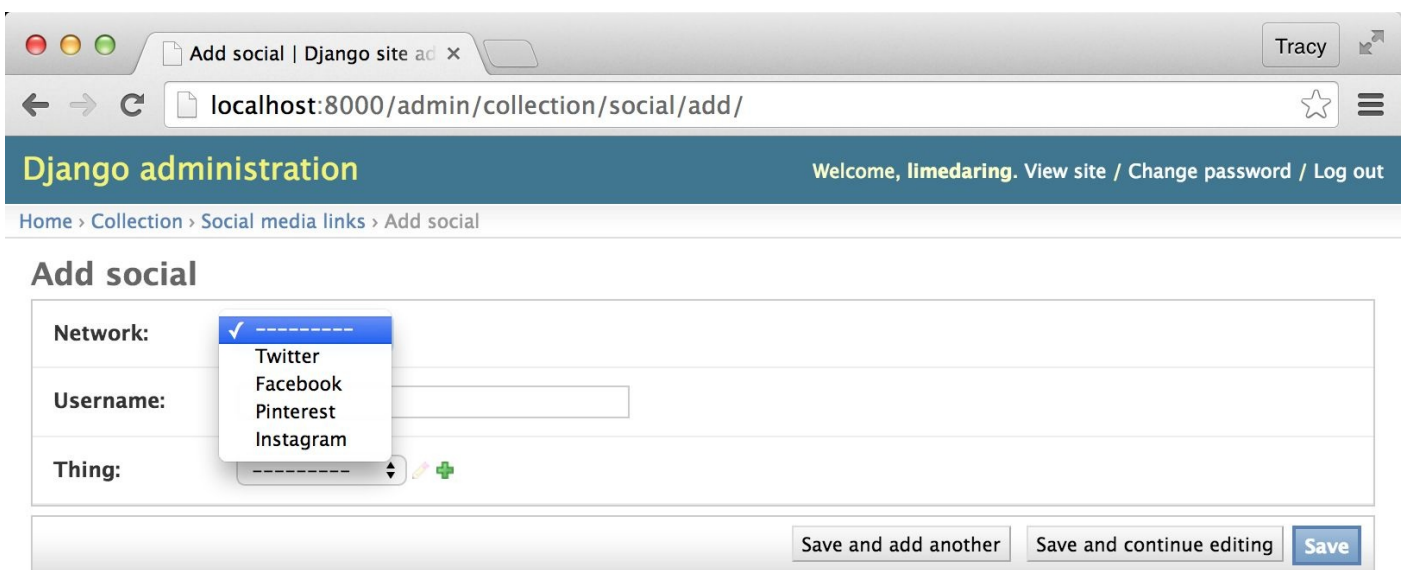 Add social | Django site ad
Tracy
localhost:8000/admin/collection/social/add/
Django administration
Welcome, limedaring. View site / Change password / Log out
Home › Collection › Social media links › Add social
Add social
Network:
✓ ---------
Twitter
Facebook
Pinterest
Instagram
Username:
Thing:
---------
Save and add another
Save and continue editing
Save